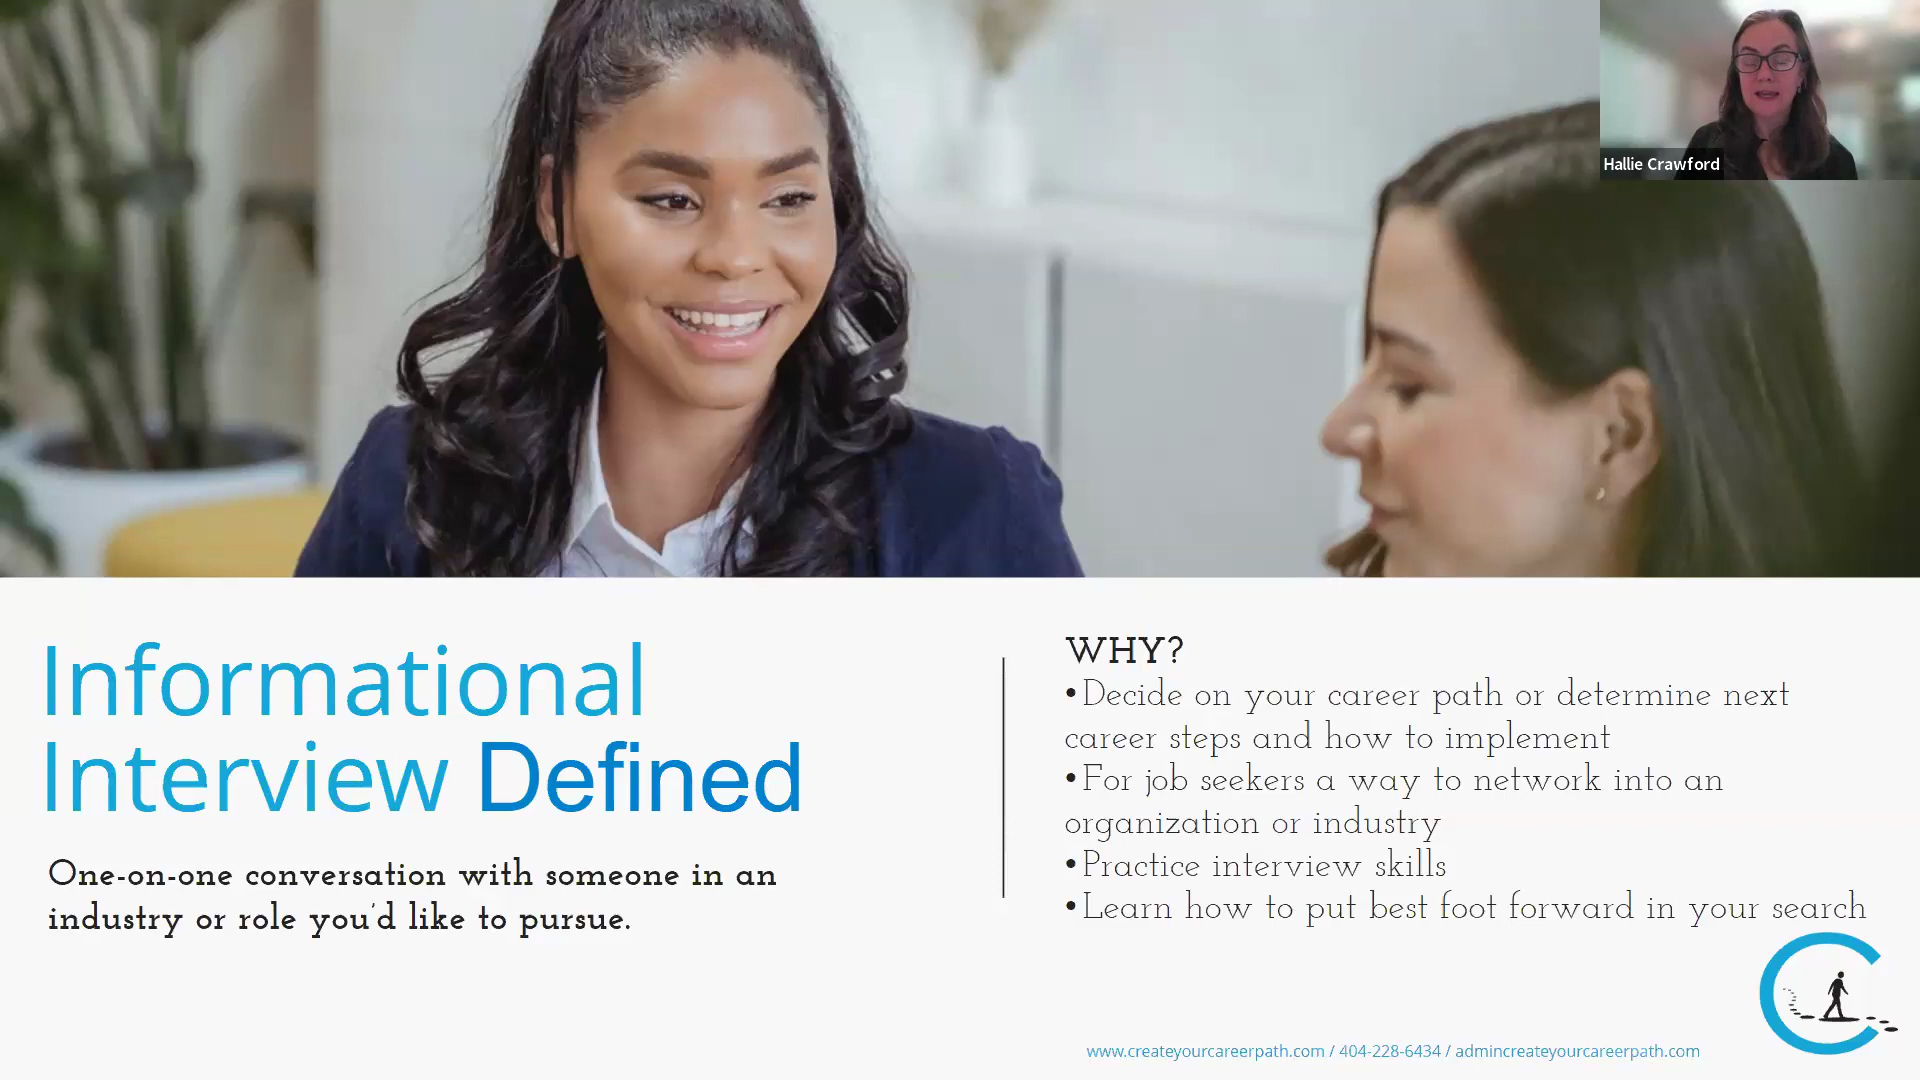 Hallie Crawford
Informational
Interview Defined
One-on-one conversation with someone in an
industry or role you'd like to pursue.
WHY?
•Decide on your career path or determine next
career steps and how to implement
•For job seekers a way to network into an
organization or industry
•Practice interview skills
•Learn how to put best foot forward in your search
www.createyourcareerpath.com / 404-228-6434 / admincreateyourcareerpath.com